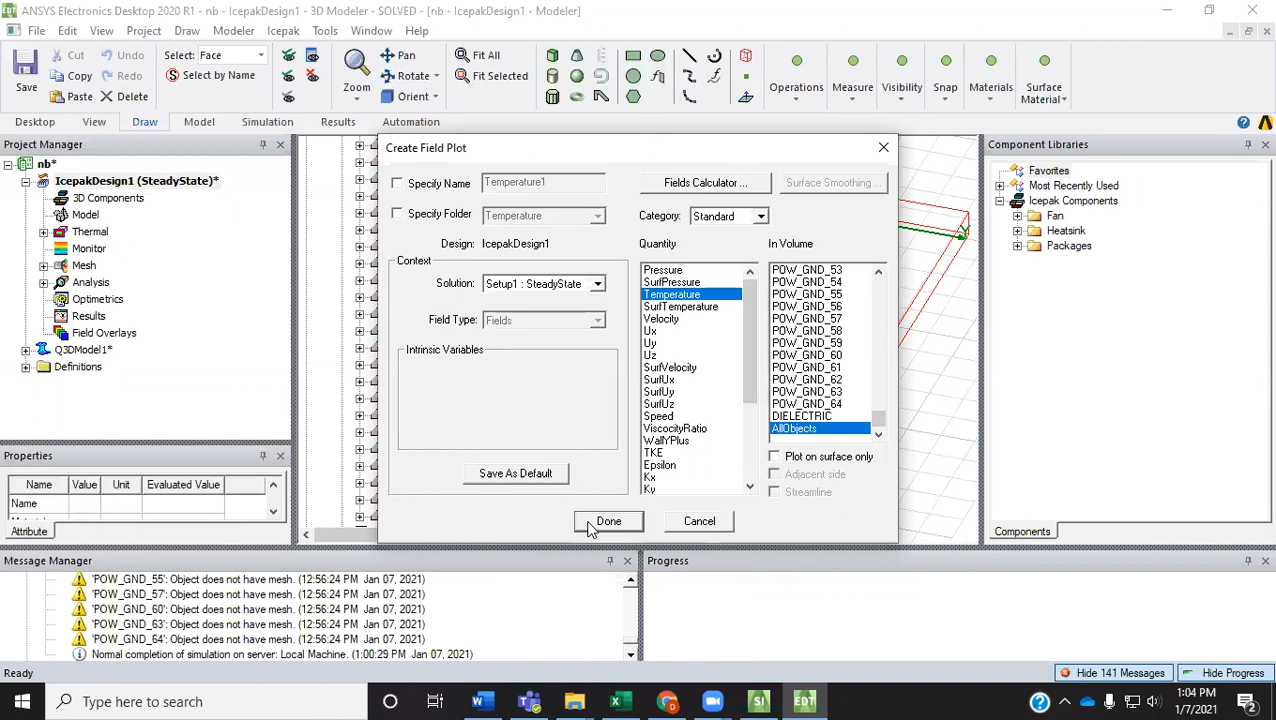 ANSYS Electronics Desktop 2020 R1 - nb - IcepakDesign1 - 3D Modeler - SOLVED - [nb - IcepakDesign1 - Modeler]
File Edit View Project Draw Modeler Icepak Tools Window Help
Save Cut Copy Paste Undo Redo Delete Select: Face Select by Name Zoom Pan Rotate Orient Fit All Fit Selected Operations Measure Visibility Snap Materials Surface Material
Desktop View Draw Model Simulation Results Automation
Project Manager
nb*
IcepakDesign1 (SteadyState)*
3D Components
Model
Thermal
Monitor
Mesh
Analysis
Optimetrics
Results
Field Overlays
Q3DModel1*
Definitions
Properties
Name Value Unit Evaluated Value
Name
Attribute
Create Field Plot
Specify Name Temperature1 Fields Calculator ... Surface Smoothing ...
Specify Folder Temperature Category: Standard
Design: IcepakDesign1 Quantity In Volume
Context
Solution: Setup1 : SteadyState
Field Type: Fields
Intrinsic Variables
Save As Default
Pressure
SurfPressure
Temperature
SurfTemperature
Velocity
Ux
Uy
Uz
SurfVelocity
SurfUx
SurfUy
SurfUz
Speed
ViscosityRatio
WallYPlus
TKE
Epsilon
Kx
Ky
POW_GND_53
POW_GND_54
POW_GND_55
POW_GND_56
POW_GND_57
POW_GND_58
POW_GND_59
POW_GND_60
POW_GND_61
POW_GND_62
POW_GND_63
POW_GND_64
DIELECTRIC
AllObjects
Plot on surface only
Adjacent side
Streamline
Done Cancel
Y
Component Libraries
Favorites
Most Recently Used
Icepak Components
Fan
Heatsink
Packages
Components
Message Manager
'POW_GND_55': Object does not have mesh. (12:56:24 PM Jan 07, 2021)
'POW_GND_57': Object does not have mesh. (12:56:24 PM Jan 07, 2021)
'POW_GND_60': Object does not have mesh. (12:56:24 PM Jan 07, 2021)
'POW_GND_63': Object does not have mesh. (12:56:24 PM Jan 07, 2021)
'POW_GND_64': Object does not have mesh. (12:56:24 PM Jan 07, 2021)
Normal completion of simulation on server: Local Machine. (1:00:29 PM Jan 07, 2021)
Progress
Ready Hide 141 Messages Hide Progress
Type here to search SI EDT 1:04 PM
1/7/2021 2